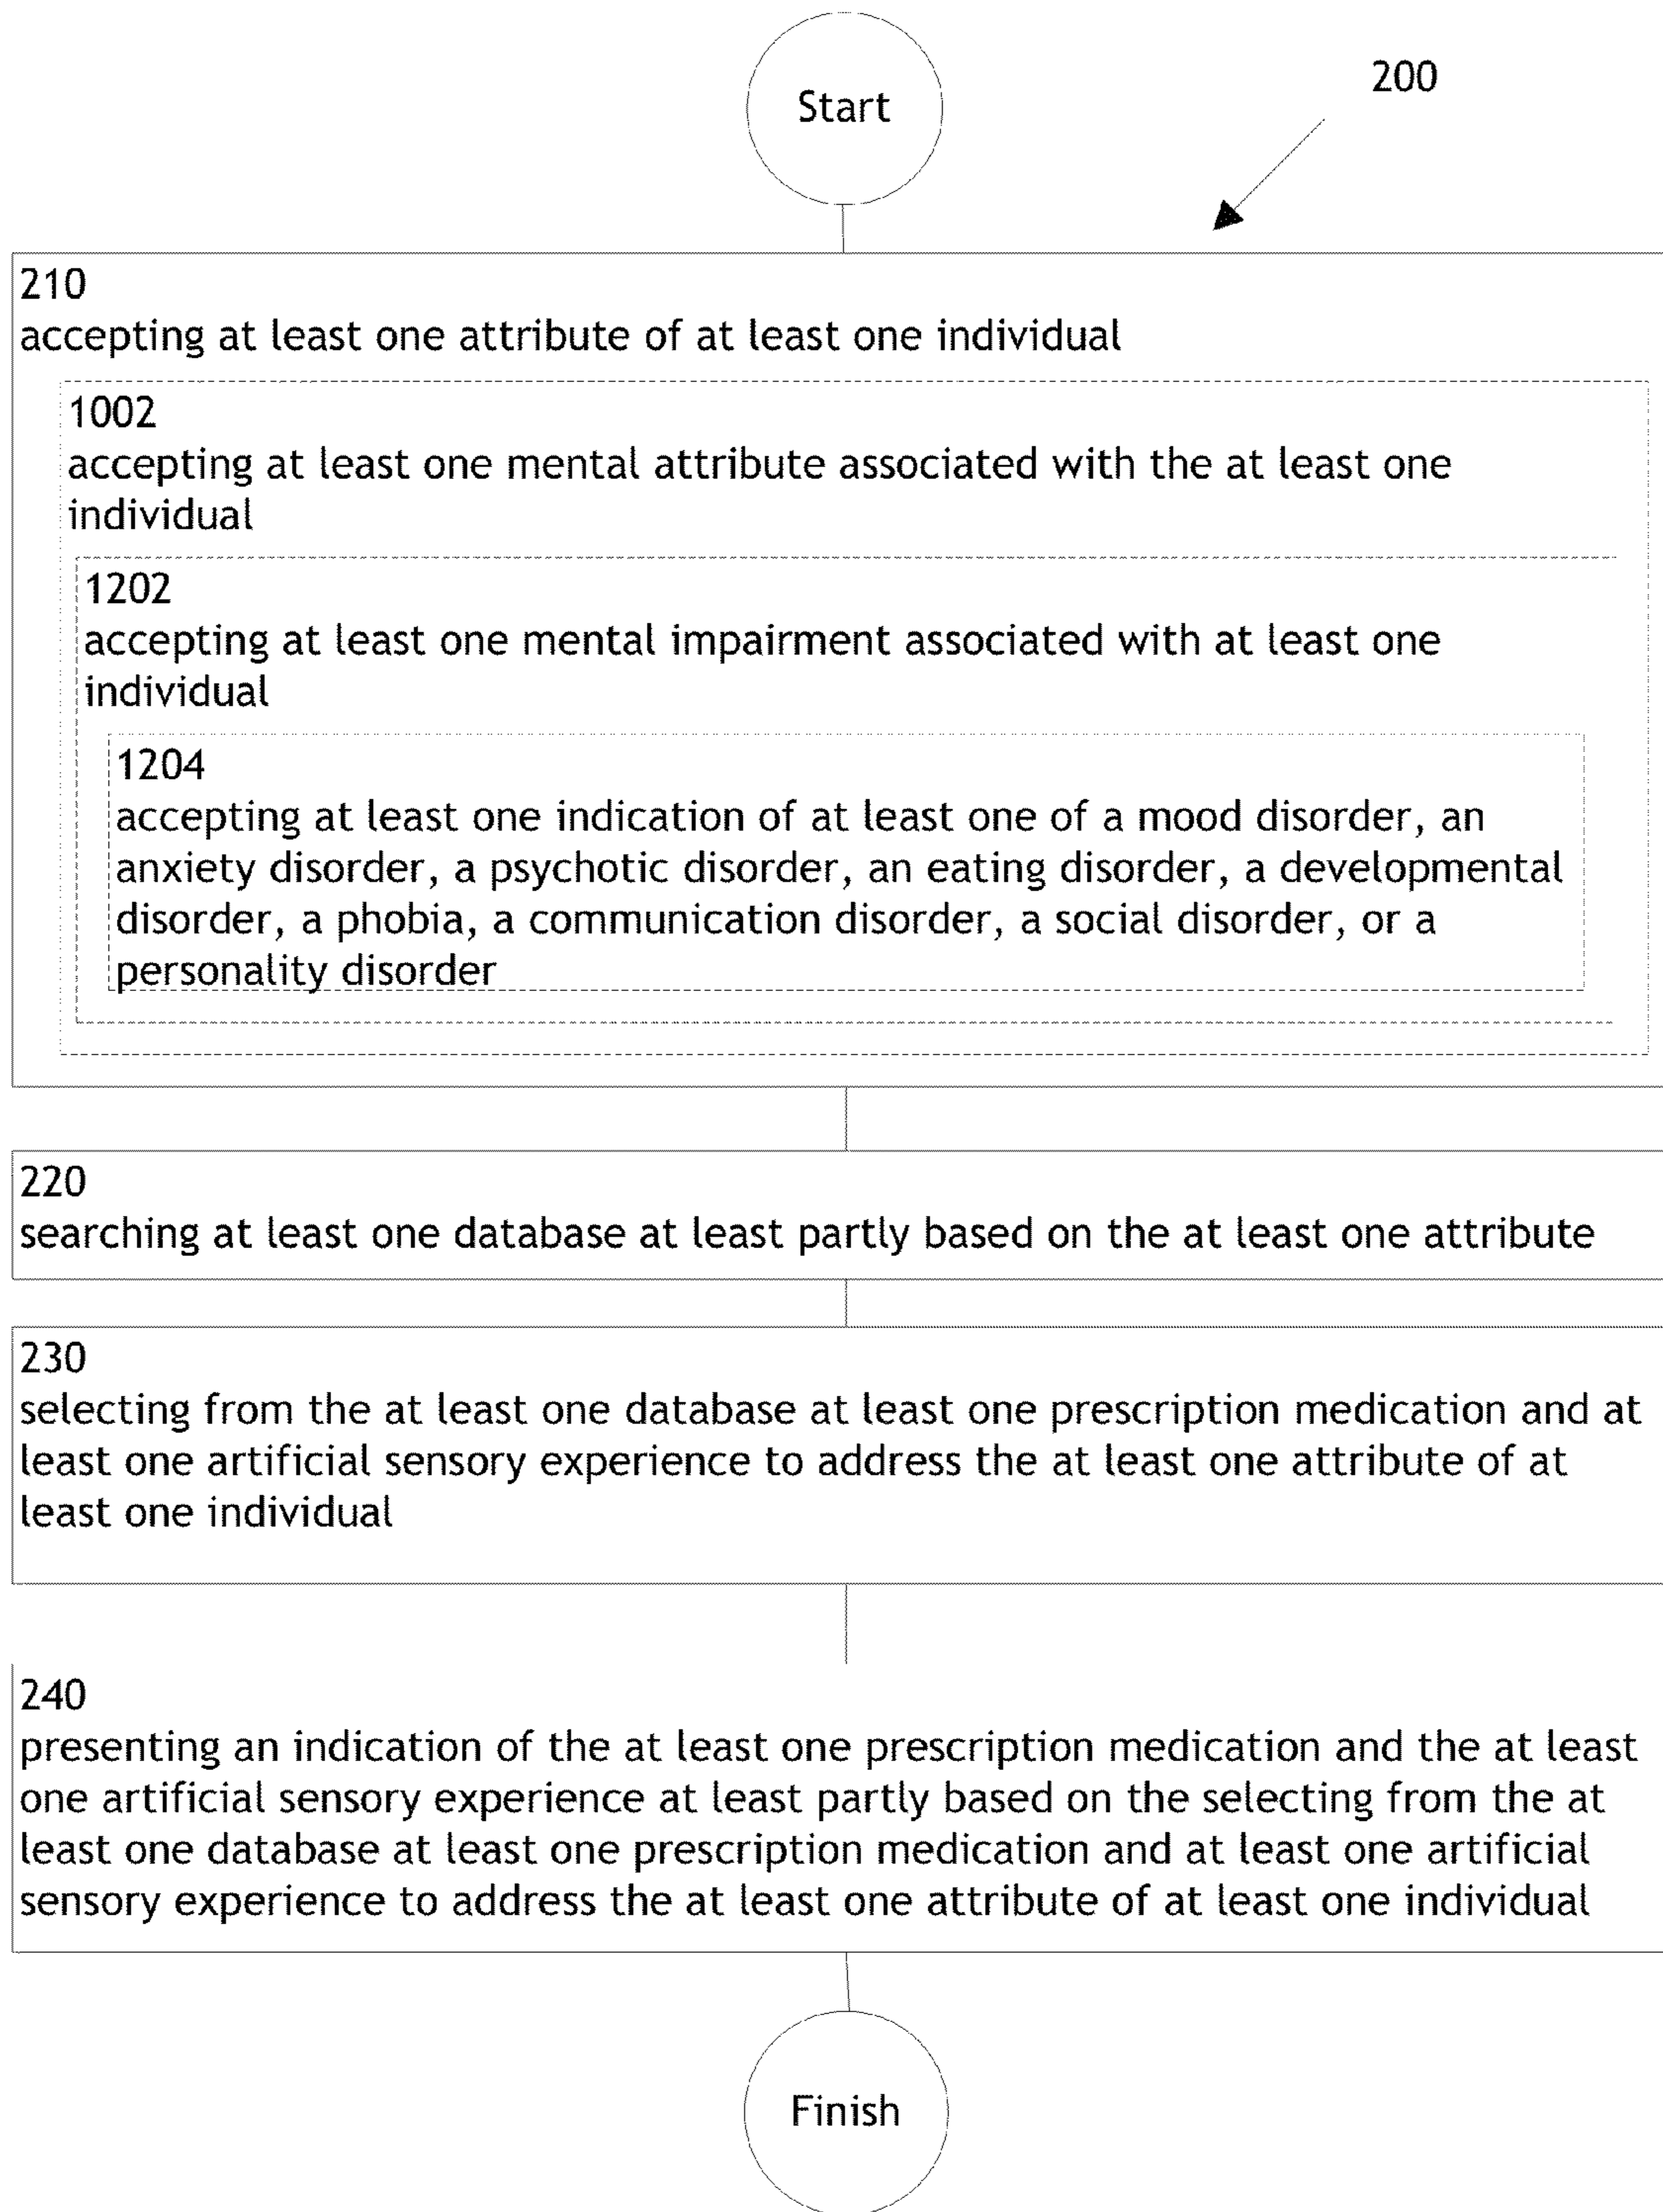 Start
200
210
accepting at least one attribute of at least one individual
1002
accepting at least one mental attribute associated with the at least one
individual
1202
accepting at least one mental impairment associated with at least one
individual
1204
accepting at least one indication of at least one of a mood disorder, an
anxiety disorder, a psychotic disorder, an eating disorder, a developmental
disorder, a phobia, a communication disorder, a social disorder, or a
personality disorder
220
searching at least one database at least partly based on the at least one attribute
230
selecting from the at least one database at least one prescription medication and at
least one artificial sensory experience to address the at least one attribute of at
least one individual
240
presenting an indication of the at least one prescription medication and the at least
one artificial sensory experience at least partly based on the selecting from the at
least one database at least one prescription medication and at least one artificial
sensory experience to address the at least one attribute of at least one individual
Finish